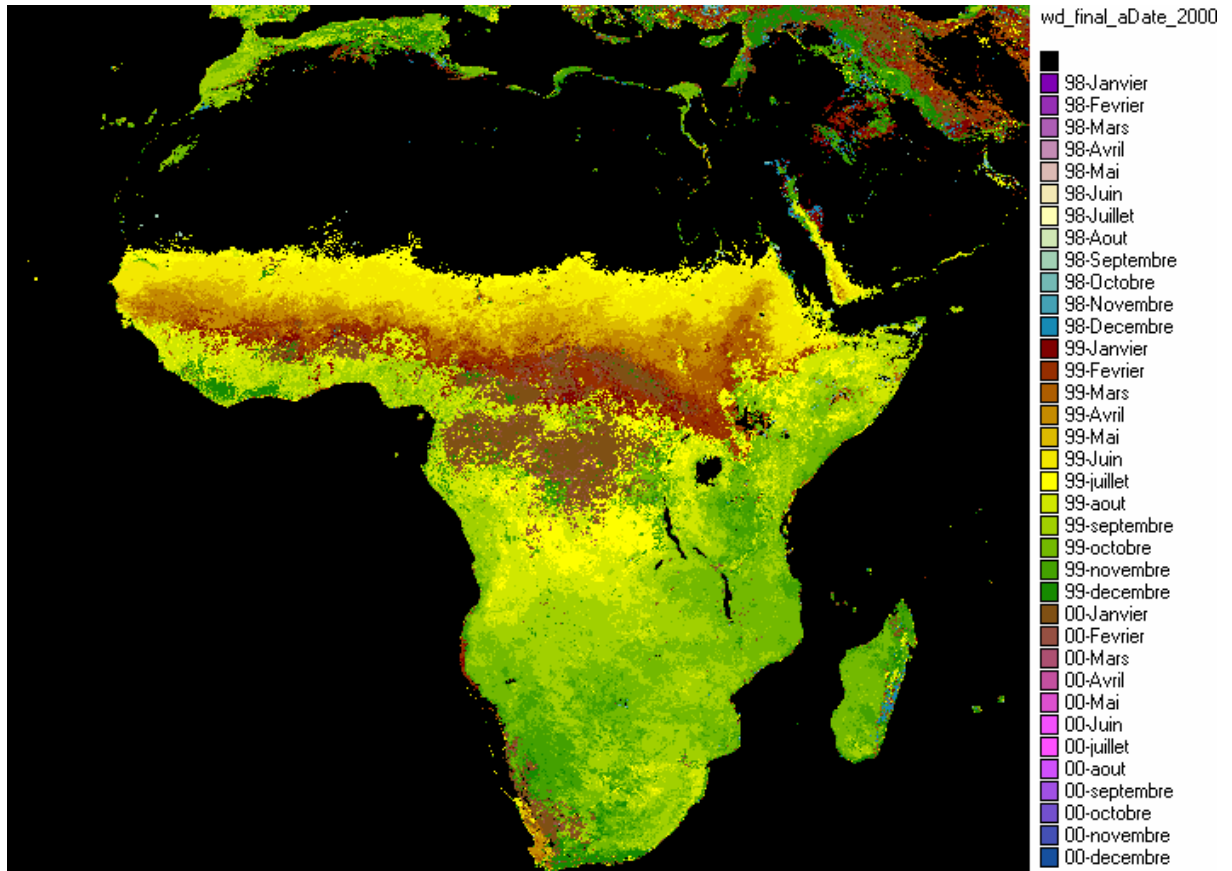 wd_final_aDate_2000
98-Janvier
98-Fevrier
98-Mars
98-Avril
98-Mai
98-Juin
98-Juillet
98-Aout
98-Septembre
98-Octobre
98-Novembre
98-Decembre
99-Janvier
99-Fevrier
99-Mars
99-Avril
99-Mai
99-Juin
99-juillet
99-aout
99-septembre
99-octobre
99-novembre
99-decembre
00-Janvier
00-Fevrier
00-Mars
00-Avril
00-Mai
00-Juin
00-juillet
00-aout
00-septembre
00-octobre
00-novembre
00-decembre